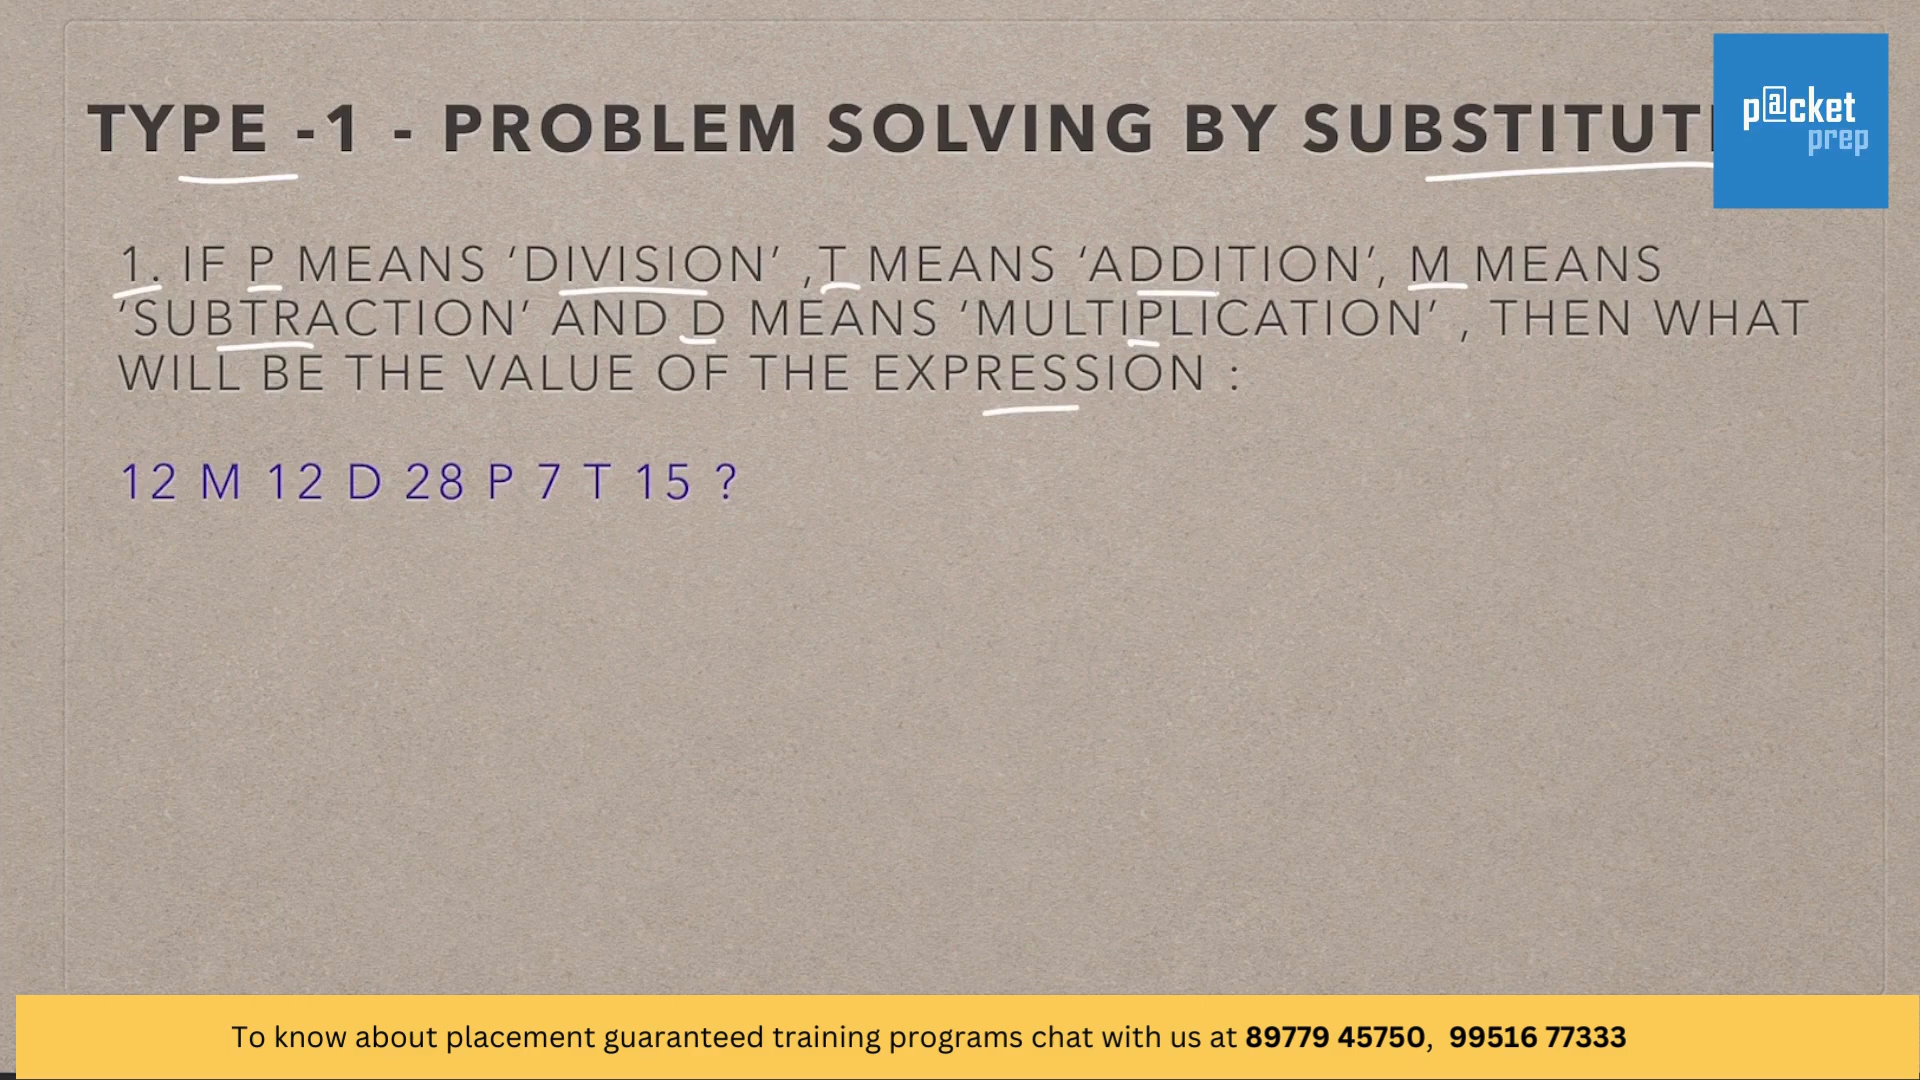 TYPE -1 - PROBLEM SOLVING BY SUBSTITUT
p@cket
prep
1. IF P MEANS ‘DIVISION’ ,T MEANS ‘ADDITION’, M MEANS
‘SUBTRACTION’ AND D MEANS ‘MULTIPLICATION’ , THEN WHAT
WILL BE THE VALUE OF THE EXPRESSION :
12 M 12 D 28 P 7 T 15 ?
To know about placement guaranteed training programs chat with us at 89779 45750, 99516 77333